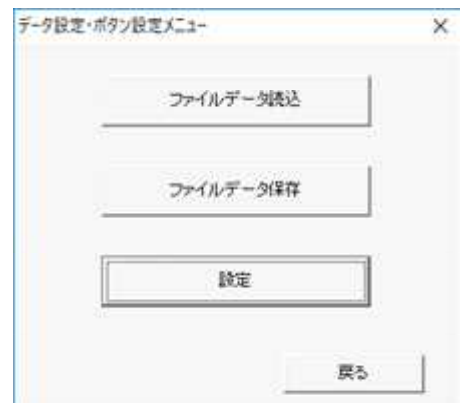 データ設定・ボタン設定メニュー
ファイルデータ読込
ファイルデータ保存
設定
戻る